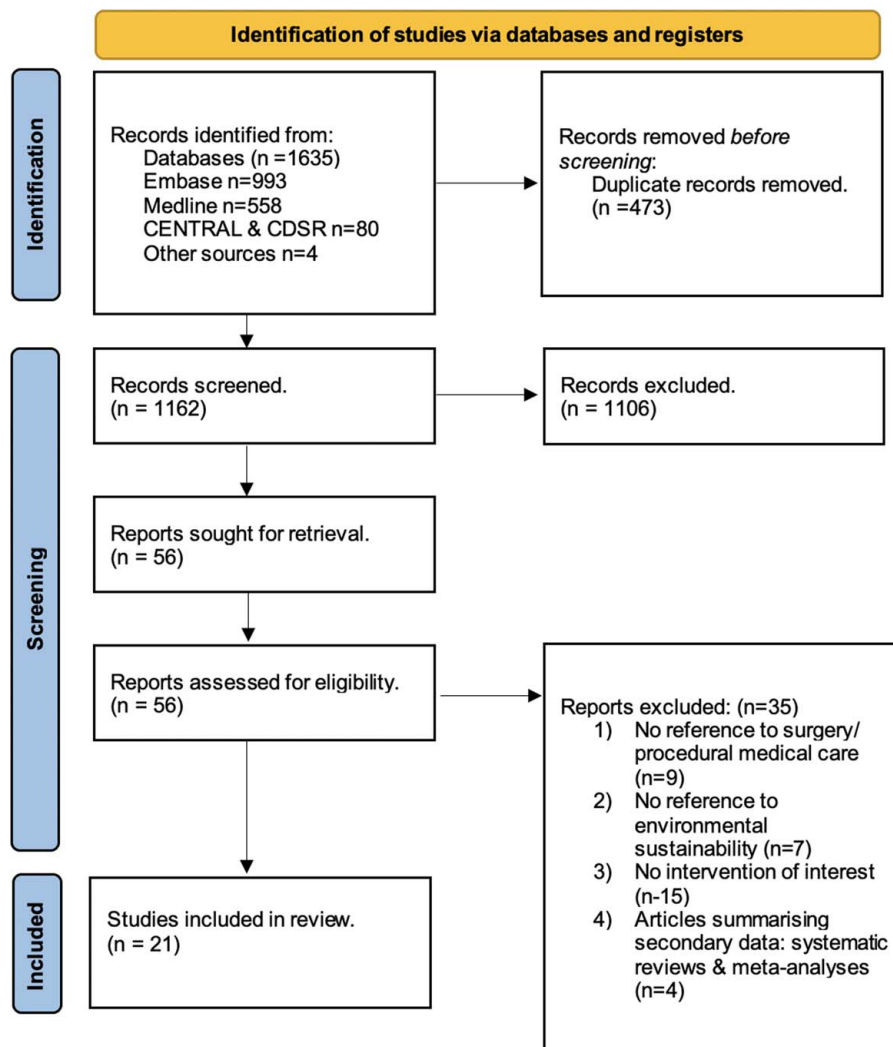 Identification of studies via databases and registers
Identification
Records identified from:
Databases (n =1635)
Embase n=993
Medline n=558
CENTRAL & CDSR n=80
Other sources n=4
Records removed before
screening:
Duplicate records removed.
(n =473)
Screening
Records screened.
(n = 1162)
Records excluded.
(n = 1106)
Reports sought for retrieval.
(n = 56)
Reports assessed for eligibility.
(n = 56)
Reports excluded: (n=35)
1) No reference to surgery/
procedural medical care
(n=9)
2) No reference to
environmental
sustainability (n=7)
3) No intervention of interest
(n-15)
4) Articles summarising
secondary data: systematic
reviews & meta-analyses
(n=4)
Included
Studies included in review.
(n = 21)